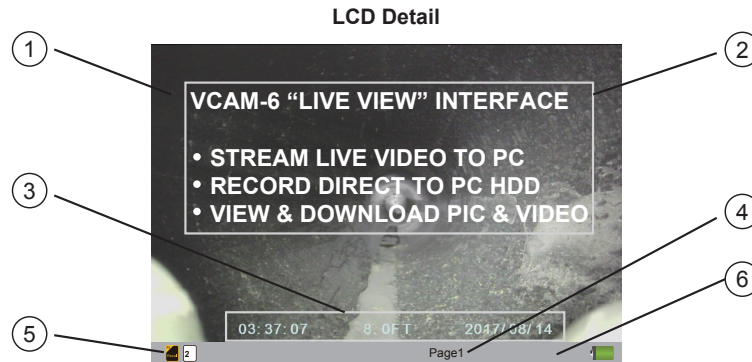 LCD Detail
1
2
VCAM-6 “LIVE VIEW” INTERFACE
• STREAM LIVE VIDEO TO PC
• RECORD DIRECT TO PC HDD
• VIEW & DOWNLOAD PIC & VIDEO
3
4
6
03:37:07 8.0FT 2017/08/14
5
2
Page1